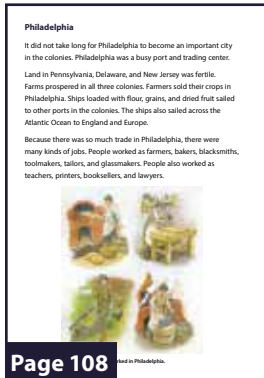 Philadelphia
It did not take long for Philadelphia to become an important city
in the colonies. Philadelphia was a busy port and trading center.
Land in Pennsylvania, Delaware, and New Jersey was fertile.
Farms prospered in all three colonies. Farmers sold their crops in
Philadelphia. Ships loaded with flour, grains, and dried fruit sailed
to other ports in the colonies. The ships also sailed across the
Atlantic Ocean to England and Europe.
Because there was so much trade in Philadelphia, there were
many kinds of jobs. People worked as farmers, bakers, blacksmiths,
toolmakers, tailors, and glassmakers. People also worked as
teachers, printers, booksellers, and lawyers.
in Philadelphia.
Page 108